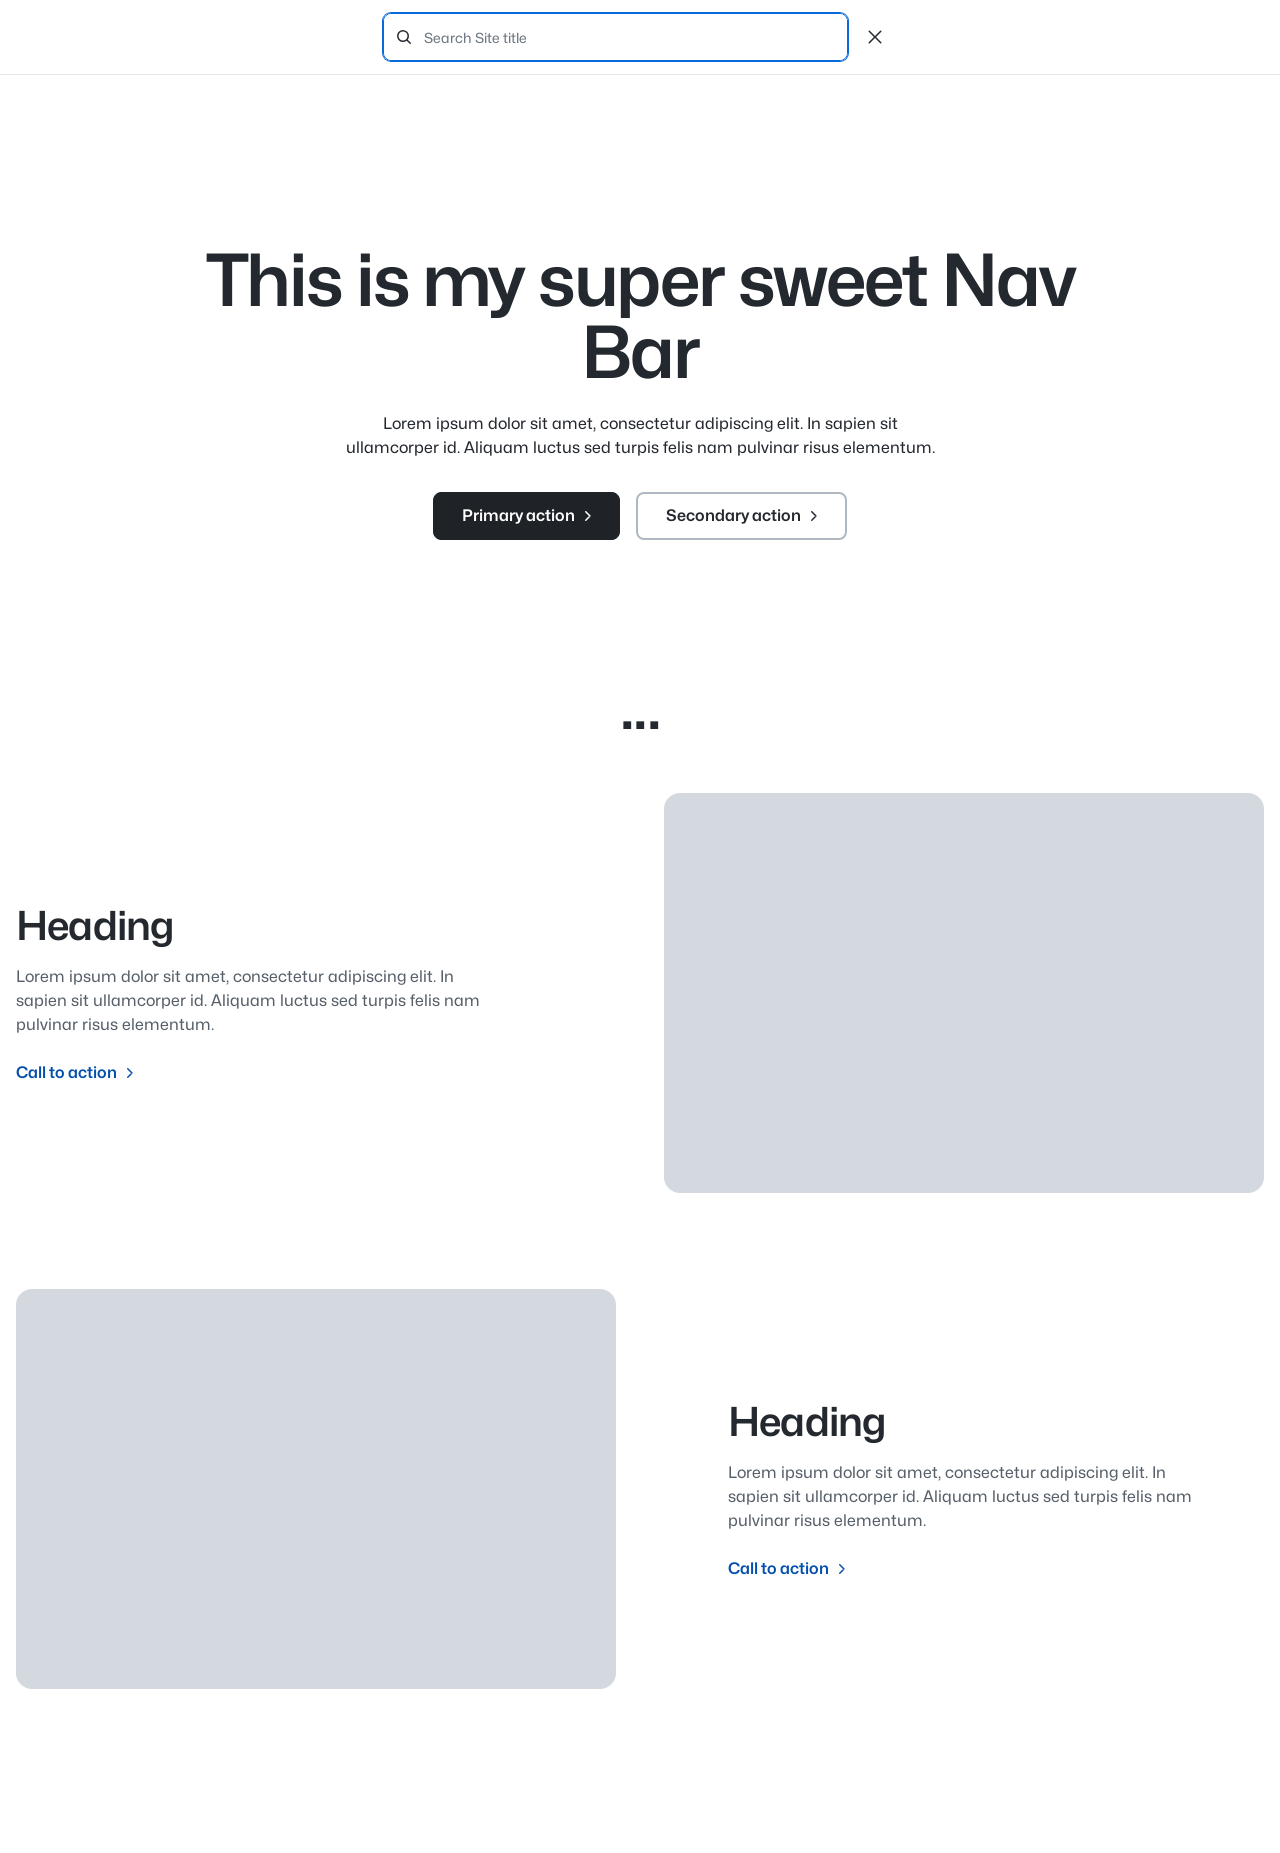 Search Site title
This is my super sweet Nav
Bar
Lorem ipsum dolor sit amet, consectetur adipiscing elit. In sapien sit
ullamcorper id. Aliquam luctus sed turpis felis nam pulvinar risus elementum.
Primary action
Secondary action
...
Heading
Lorem ipsum dolor sit amet, consectetur adipiscing elit. In
sapien sit ullamcorper id. Aliquam luctus sed turpis felis nam
pulvinar risus elementum.
Call to action
Heading
Lorem ipsum dolor sit amet, consectetur adipiscing elit. In
sapien sit ullamcorper id. Aliquam luctus sed turpis felis nam
pulvinar risus elementum.
Call to action